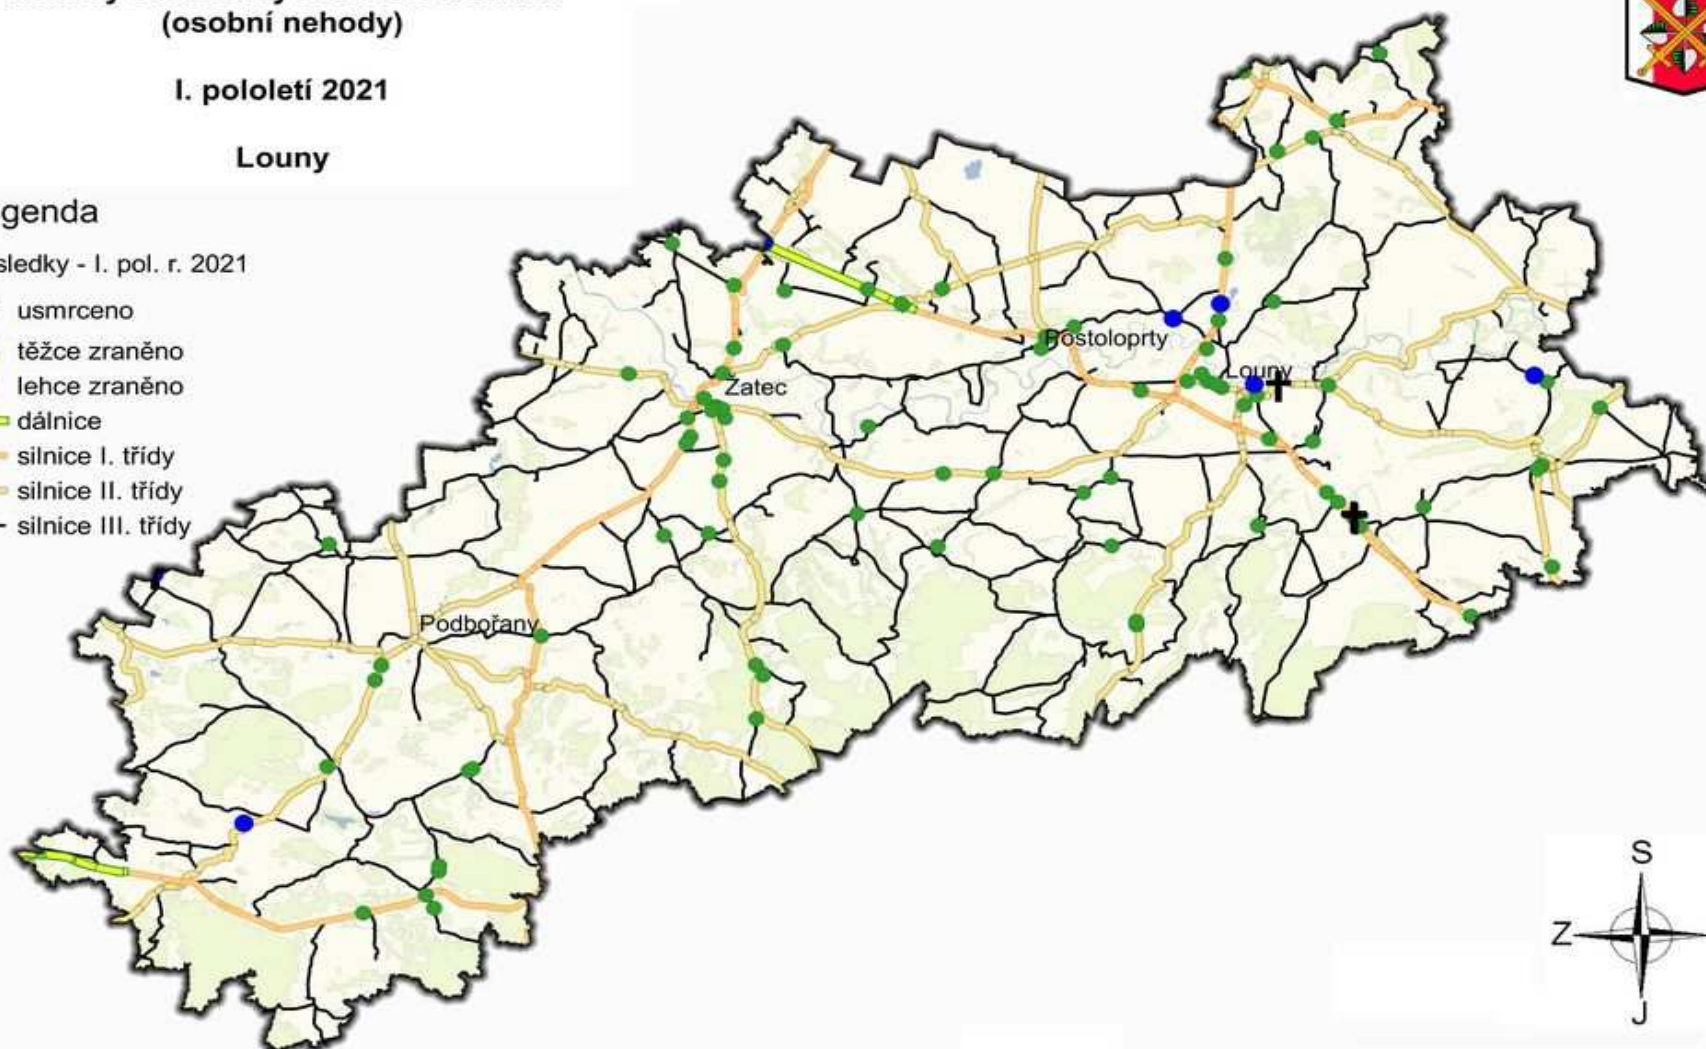 (osobní nehody)
I. pololetí 2021
Louny
genda
sledky - I. pol. r. 2021
usmrceno
těžce zraněno
lehce zraněno
dálnice
silnice I. třídy
silnice II. třídy
silnice III. třídy
Postoloprty
Louny
Žatec
Podbořany
S
Z
J